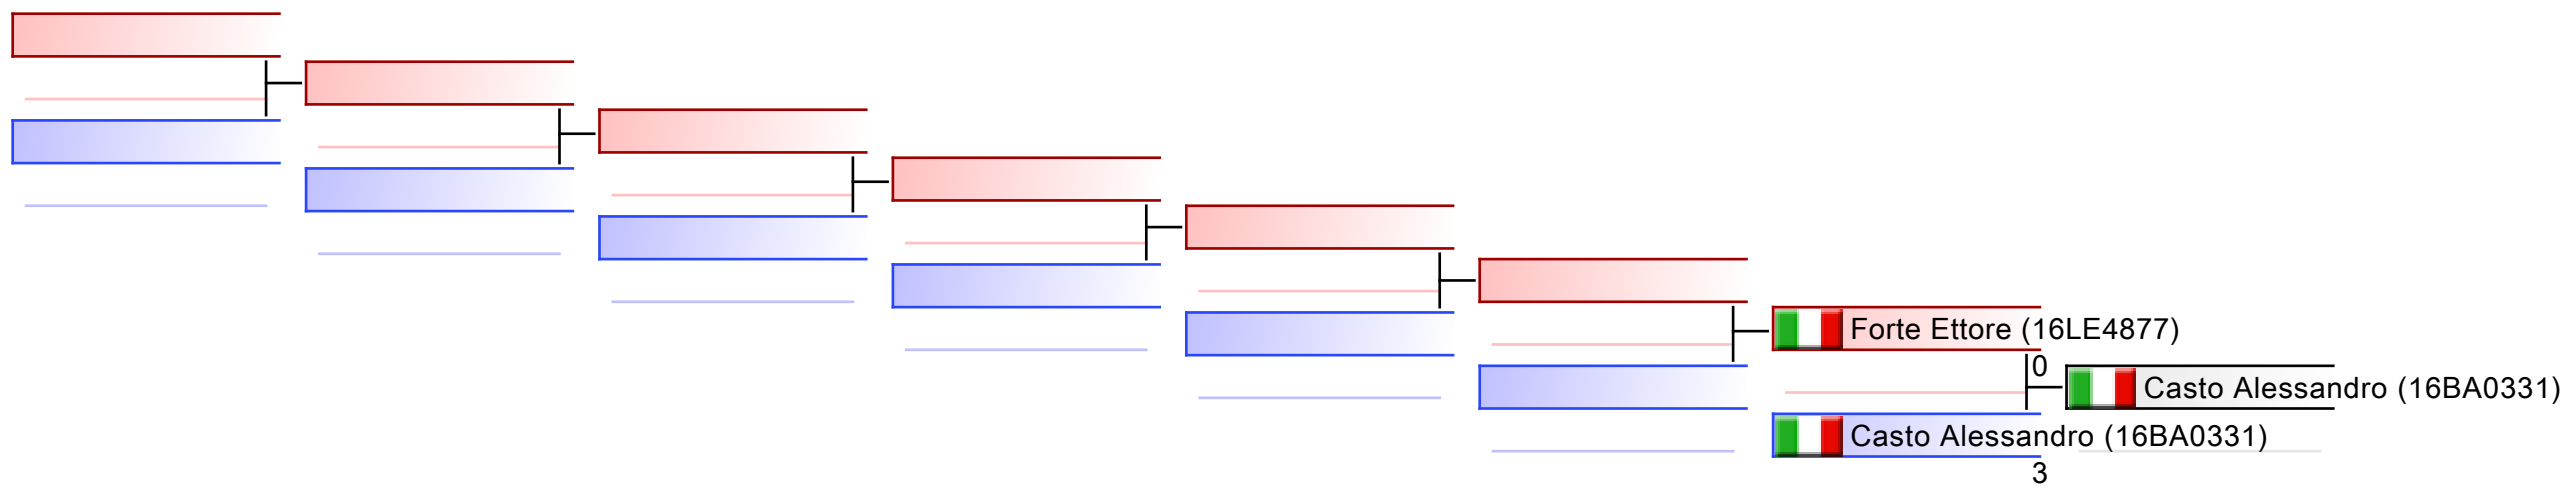 Forte Ettore (16LE4877)
0
Casto Alessandro (16BA0331)
Casto Alessandro (16BA0331)
3